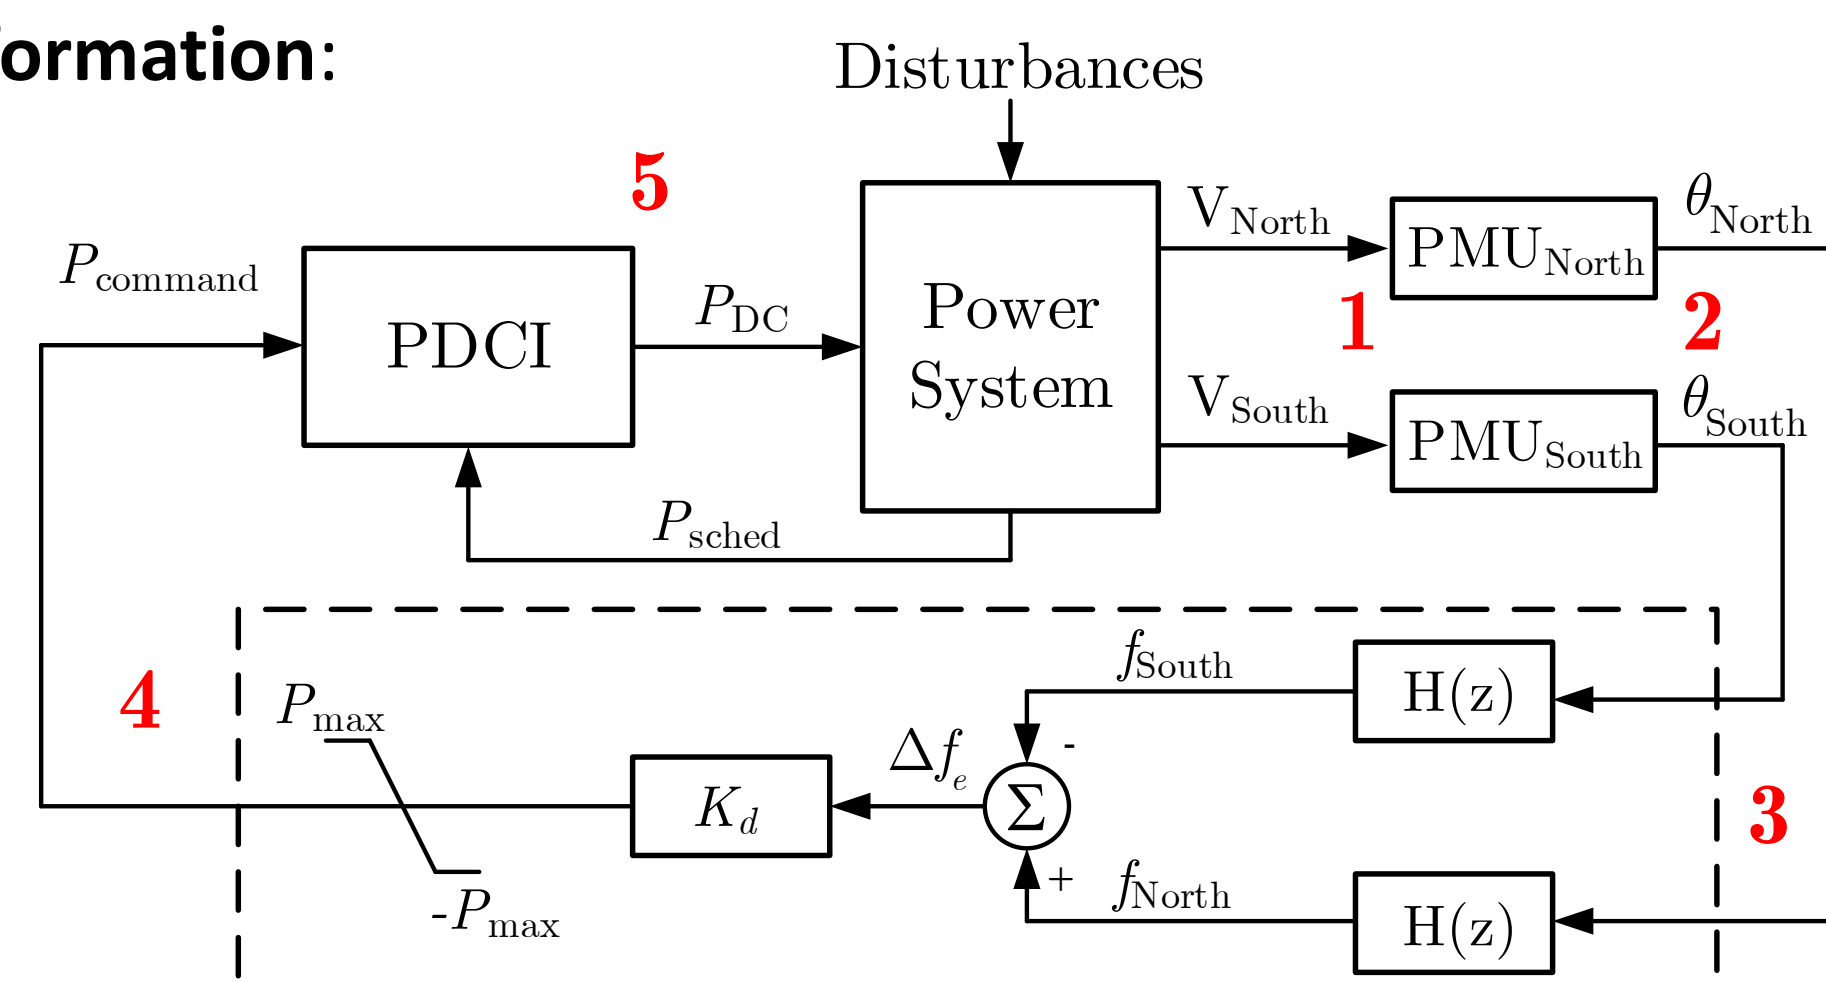 formation:
Disturbances
5
V_North
θ_North
P_command
PMU_North
PDCI
P_DC
Power
System
1
2
V_South
θ_South
PMU_South
P_sched
4
P_max
f_South
H(z)
-
Δf_e
K_d
Σ
3
+
f_North
H(z)
-P_max